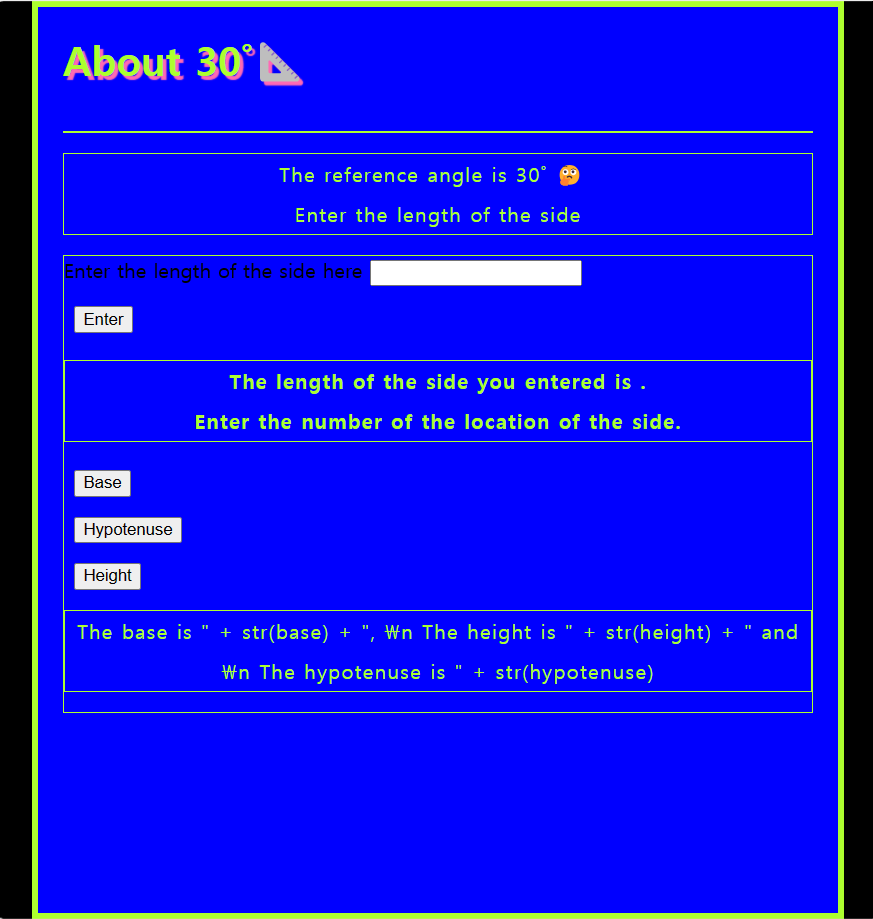 About 30˚📐
The reference angle is 30˚ 🤔
Enter the length of the side
Enter the length of the side here
Enter
The length of the side you entered is .
Enter the number of the location of the side.
Base
Hypotenuse
Height
The base is " + str(base) + ", ₩n The height is " + str(height) + " and
₩n The hypotenuse is " + str(hypotenuse)